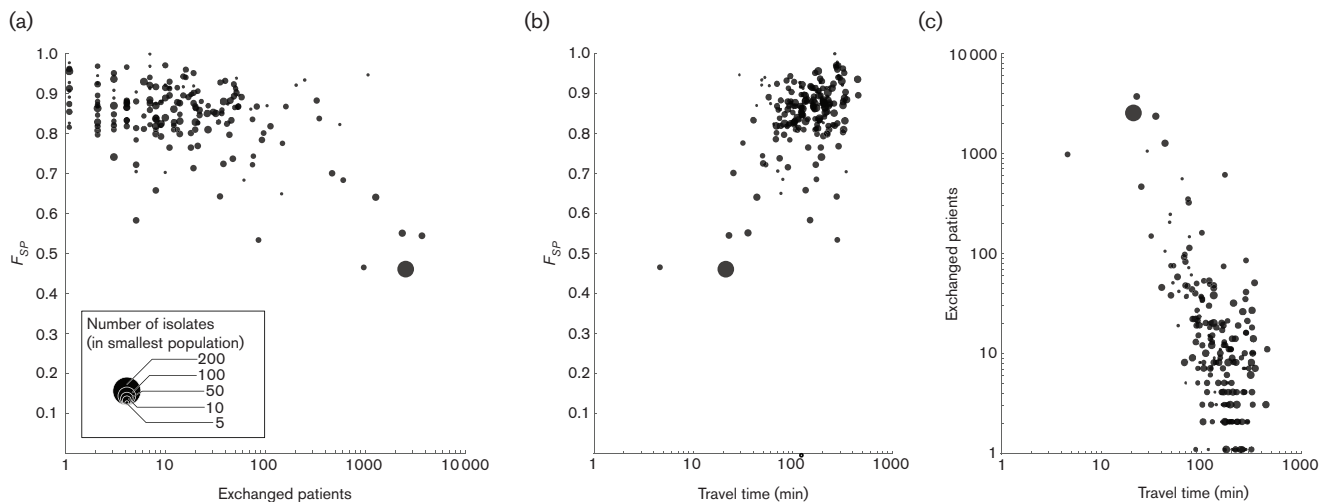 (a)
1.0
0.9
0.8
0.7
0.6
0.5
0.4
0.3
0.2
0.1
F_SP
Number of isolates
(in smallest population)
200
100
50
10
5
1 10 100 1000 10 000
Exchanged patients
(b)
1.0
0.9
0.8
0.7
0.6
0.5
0.4
0.3
0.2
0.1
F_SP
1 10 100 1000
Travel time (min)
(c)
10 000
1000
100
10
1
Exchanged patients
1 10 100 1000
Travel time (min)